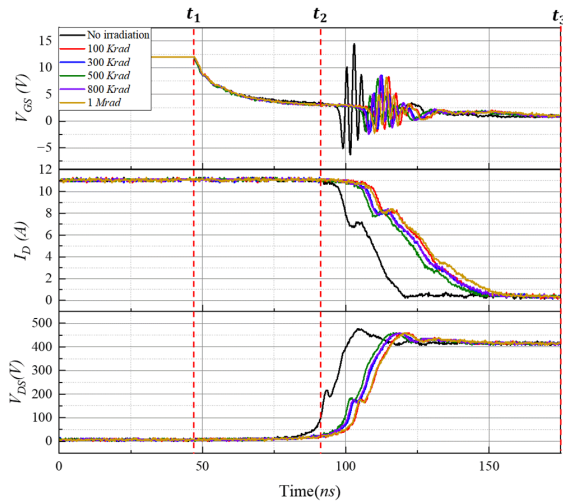 t1 t2 t3
No irradiation
100 Krad
300 Krad
500 Krad
800 Krad
1 Mrad
VGS (V)
15
10
5
0
−5
ID (A)
12
10
8
6
4
2
0
VDS(V)
500
400
300
200
100
0
0 50 100 150
Time(ns)